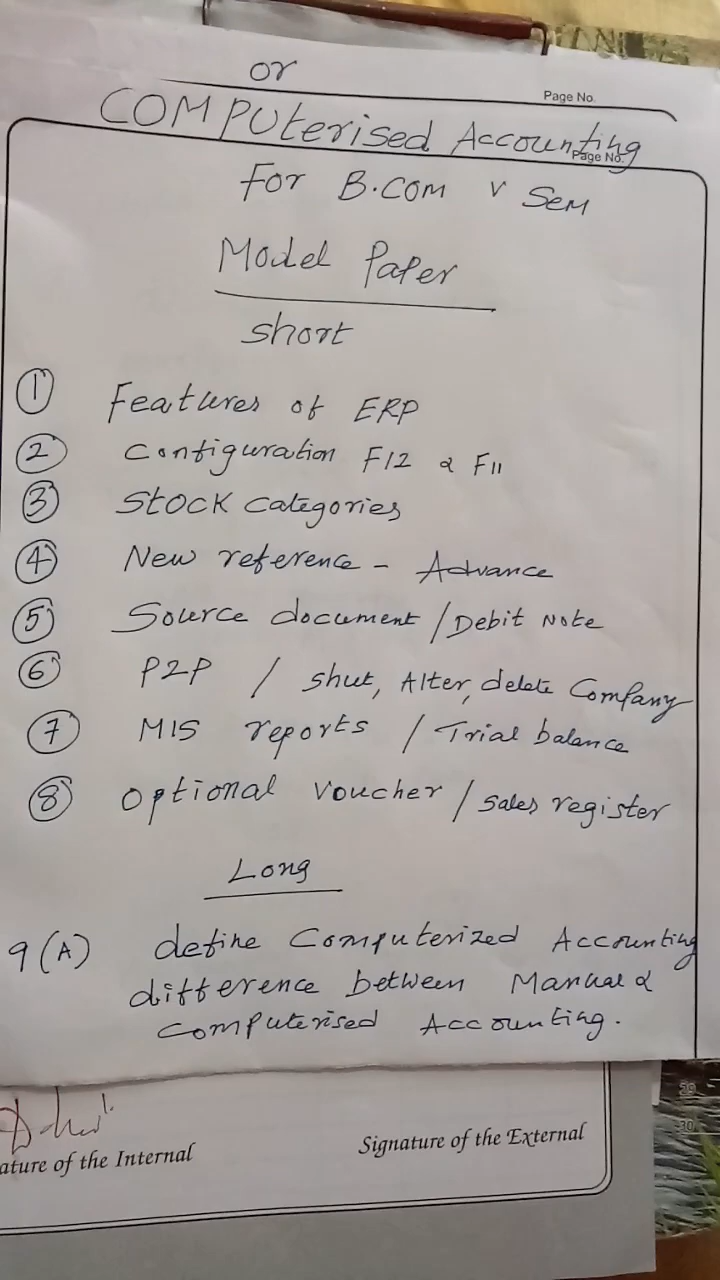 or
Page No.
COMPUterised Accounting
Page No.
For B.COM V SEM
Model Paper
short
1 Features of ERP
2 Configuration F12 & F11
3 Stock Categories
4 New reference - Advance
5 Source document / Debit Note
6 P2P / shut, Alter, delete Company
7 MIS reports / Trial balance
8 Optional Voucher / sales register
Long
9 (A) define Computerized Accounting
difference between Manual &
Computerised Accounting.
ature of the Internal
Signature of the External